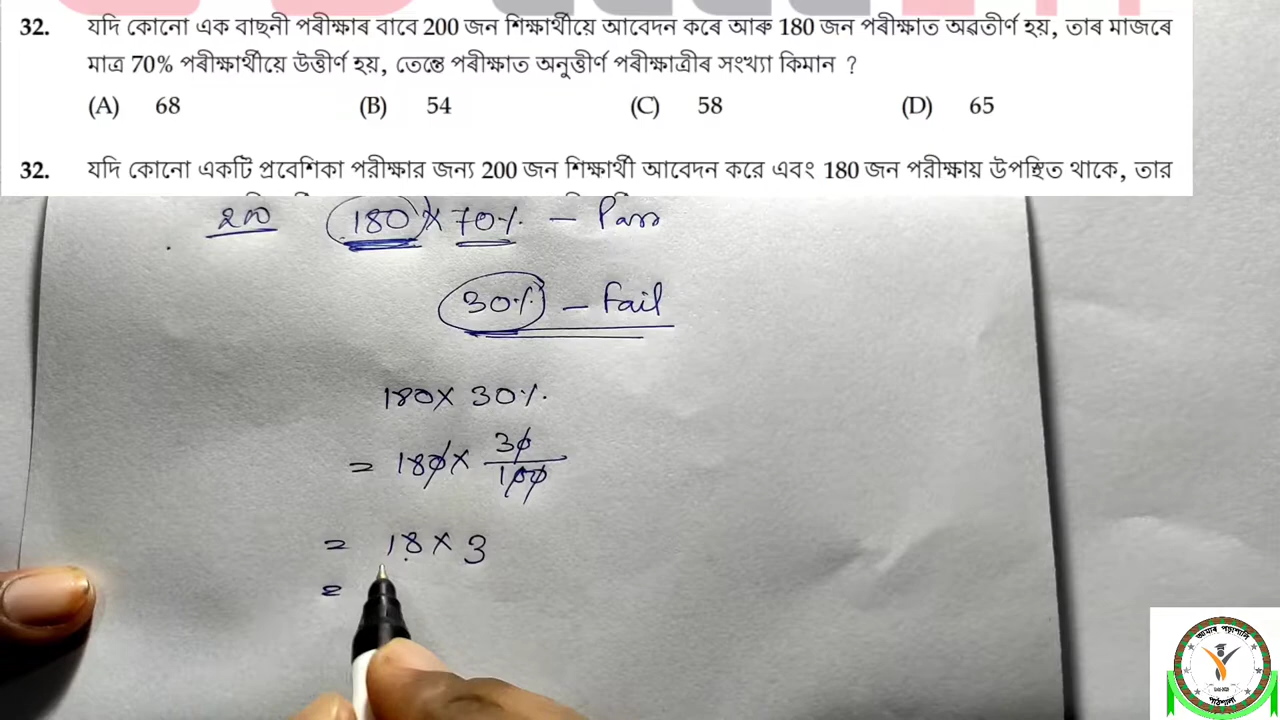 32. যদি কোনো এক বাছনী পৰীক্ষাৰ বাবে 200 জন শিক্ষাৰ্থীয়ে আবেদন কৰে আৰু 180 জন পৰীক্ষাত অৱতীৰ্ণ হয়, তাৰ মাজৰে
মাত্ৰ 70% পৰীক্ষাৰ্থীয়ে উত্তীৰ্ণ হয়, তেন্তে পৰীক্ষাত অনুত্তীৰ্ণ পৰীক্ষাত্ৰীৰ সংখ্যা কিমান ?
(A) 68 (B) 54 (C) 58 (D) 65
32. যদি কোনো একটি প্রবেশিকা পরীক্ষার জন্য 200 জন শিক্ষার্থী আবেদন করে এবং 180 জন পরীক্ষায় উপস্থিত থাকে, তার
200 180 × 70% – Pass
30% – Fail
180 × 30%
= 180 × 30/100
= 18 × 3
=
আমাৰ পঢ়াশালি
পাঠশালা